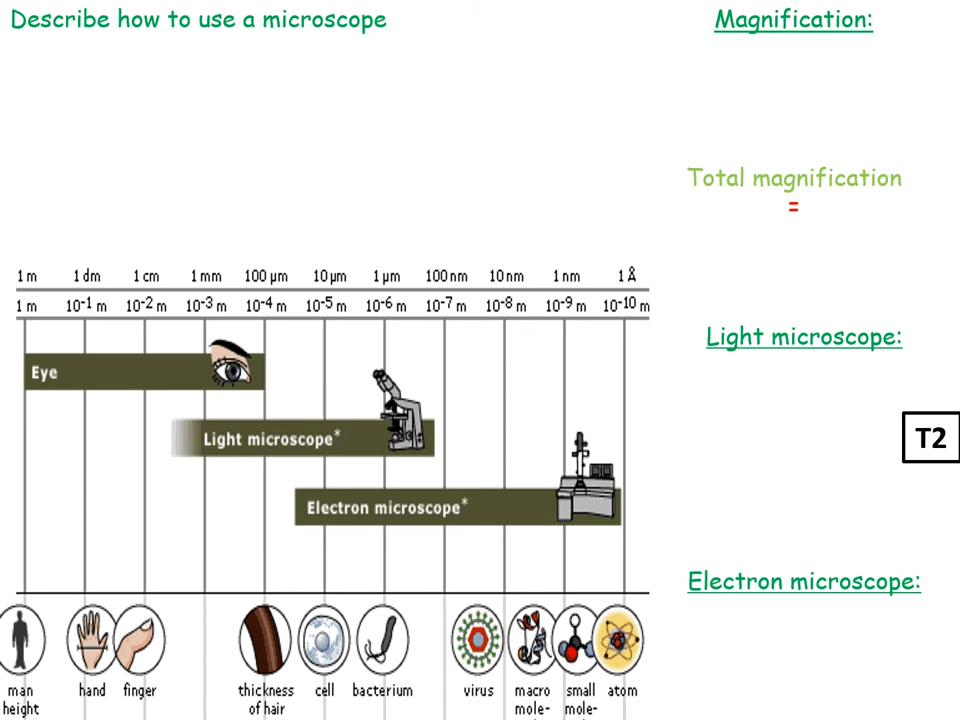 Describe how to use a microscope
Magnification:
Total magnification
=
1 m 1 dm 1 cm 1 mm 100 µm 10 µm 1 µm 100 nm 10 nm 1 nm 1 Å
1 m 10⁻¹ m 10⁻² m 10⁻³ m 10⁻⁴ m 10⁻⁵ m 10⁻⁶ m 10⁻⁷ m 10⁻⁸ m 10⁻⁹ m 10⁻¹⁰ m
Light microscope:
Eye
Light microscope*
T2
Electron microscope*
Electron microscope:
man hand finger thickness cell bacterium virus macro small atom
height of hair mole- mole-